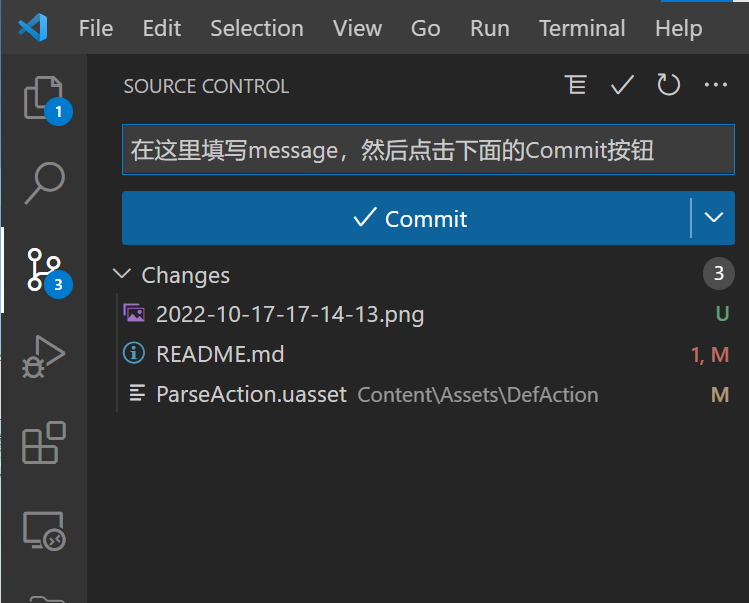 File Edit Selection View Go Run Terminal Help
SOURCE CONTROL
1
在这里填写message，然后点击下面的Commit按钮
Commit
3
Changes 3
2022-10-17-17-14-13.png U
README.md 1, M
ParseAction.uasset Content\Assets\DefAction M